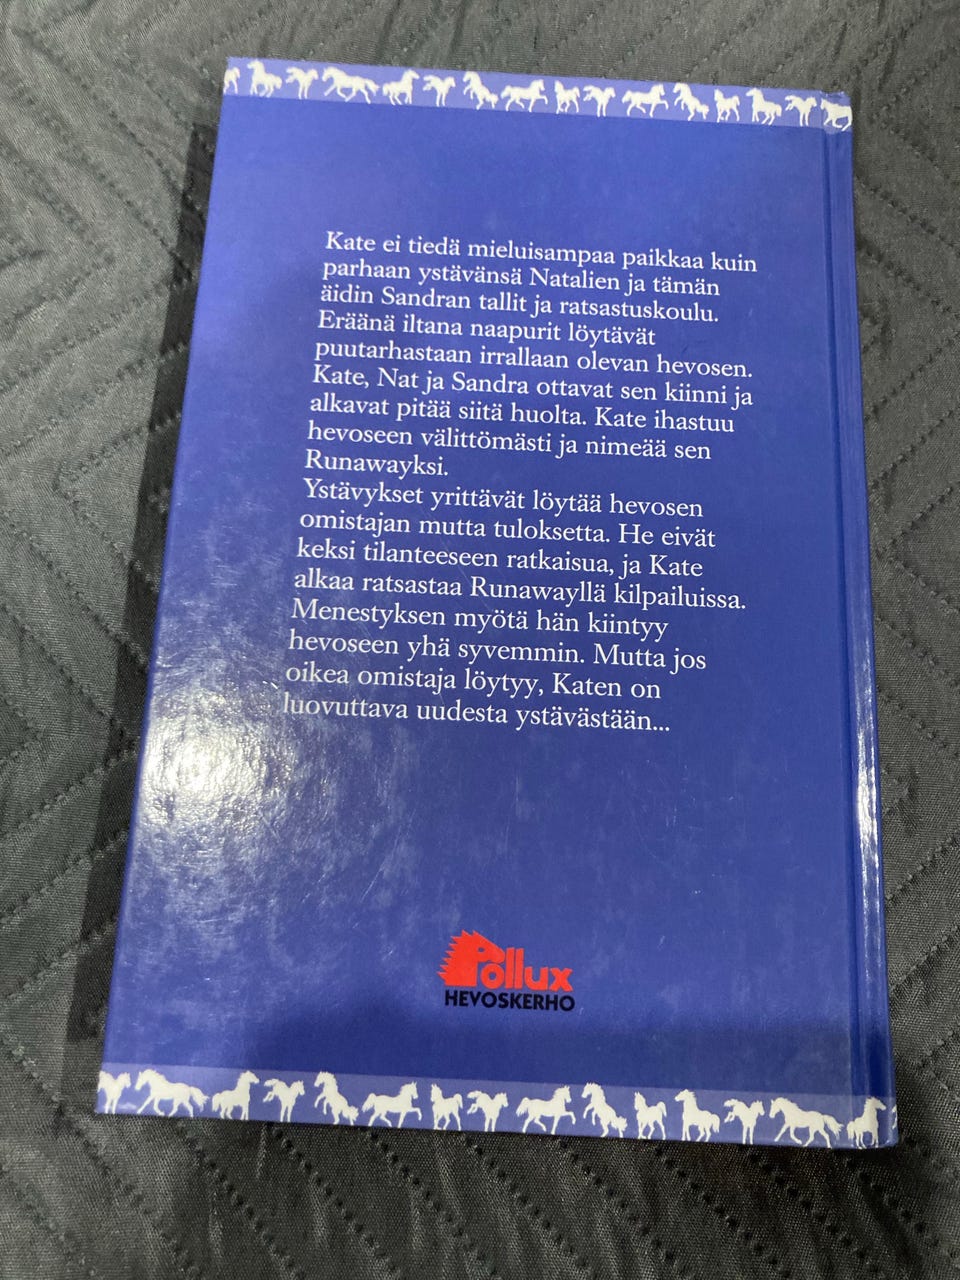 Kate ei tiedä mieluisampaa paikkaa kuin
parhaan ystävänsä Natalien ja tämän
äidin Sandran tallit ja ratsastuskoulu.
Eräänä iltana naapurit löytävät
puutarhastaan irrallaan olevan hevosen.
Kate, Nat ja Sandra ottavat sen kiinni ja
alkavat pitää siitä huolta. Kate ihastuu
hevoseen välittömästi ja nimeää sen
Runawayksi.
Ystävykset yrittävät löytää hevosen
omistajan mutta tuloksetta. He eivät
keksi tilanteeseen ratkaisua, ja Kate
alkaa ratsastaa Runawayllä kilpailuissa.
Menestyksen myötä hän kiintyy
hevoseen yhä syvemmin. Mutta jos
oikea omistaja löytyy, Katen on
luovuttava uudesta ystävästään...
Pollux
HEVOSKERHO